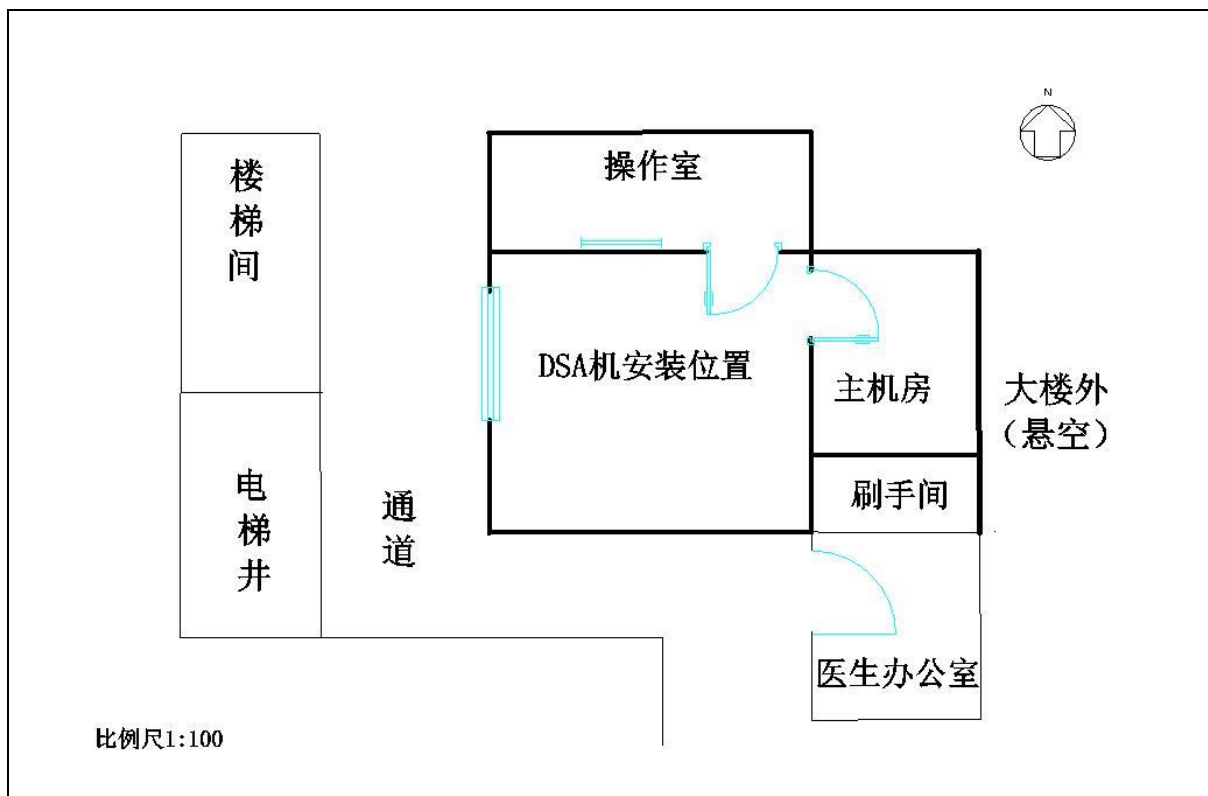 N
操作室
楼梯间
DSA机安装位置
主机房
大楼外
（悬空）
电梯井
通道
刷手间
医生办公室
比例尺1:100